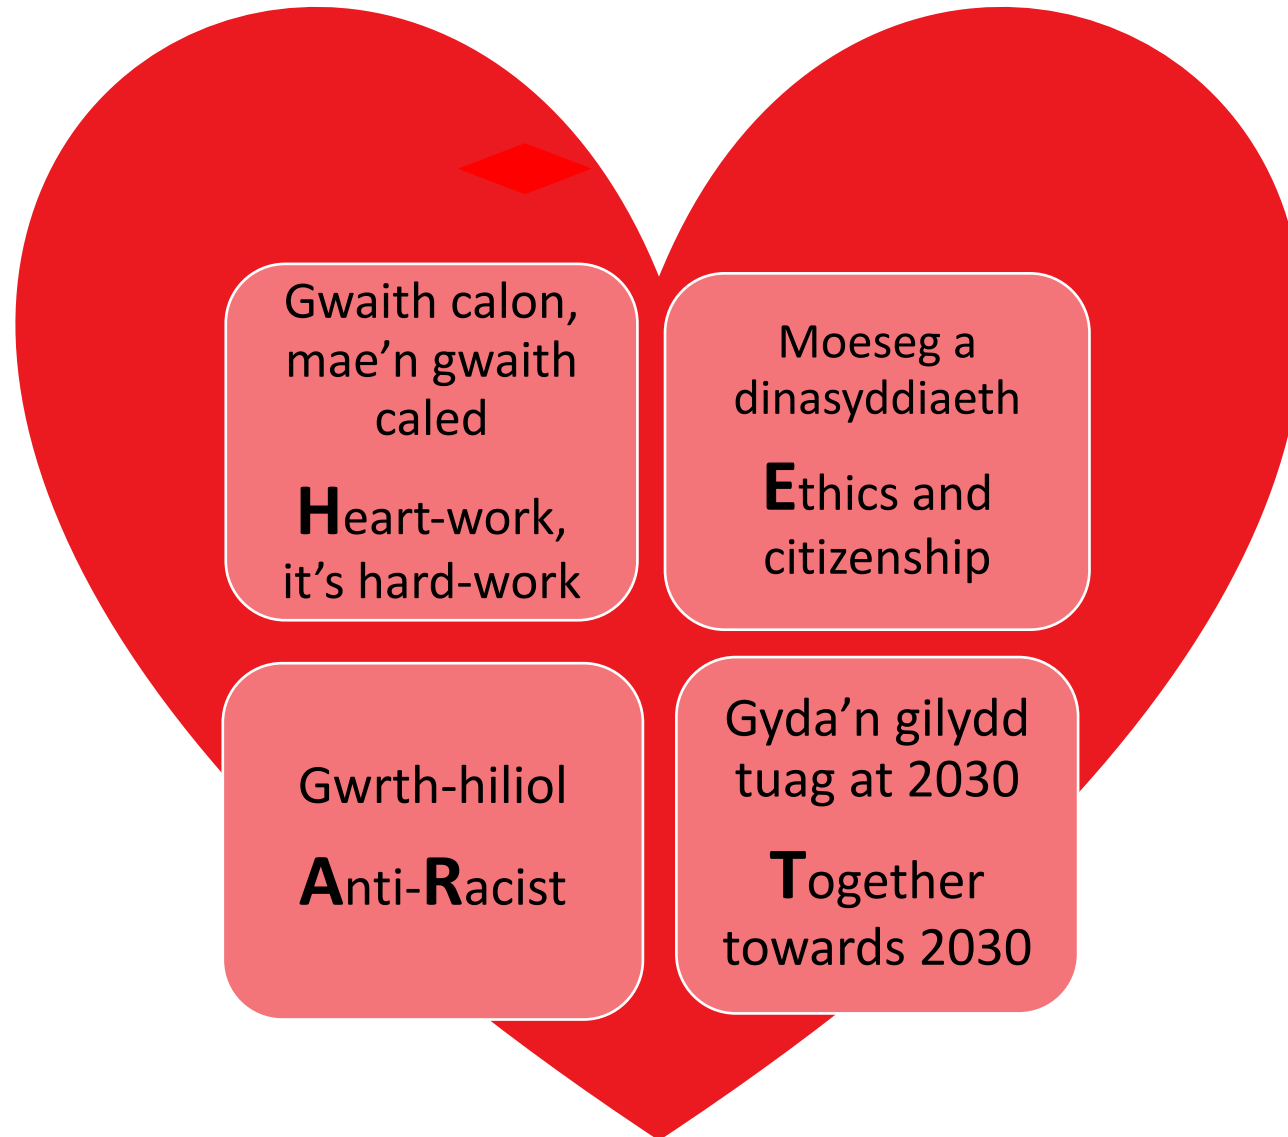 Gwaith calon,
mae’n gwaith
caled
Heart-work,
it’s hard-work
Moeseg a
dinasyddiaeth
Ethics and
citizenship
Gwrth-hiliol
Anti-Racist
Gyda’n gilydd
tuag at 2030
Together
towards 2030